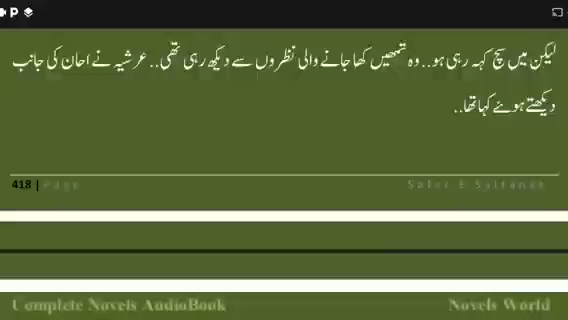 لیکن میں سچ کہہ رہی ہو.. وہ تمھیں کھا جانے والی نظروں سے دیکھ رہی تھی.. عرشیہ نے احان کی جانب
دیکھتے ہوئے کہا تھا..
418 | Page
Safar E Saltanat
Complete Novels AudioBook
Novels World